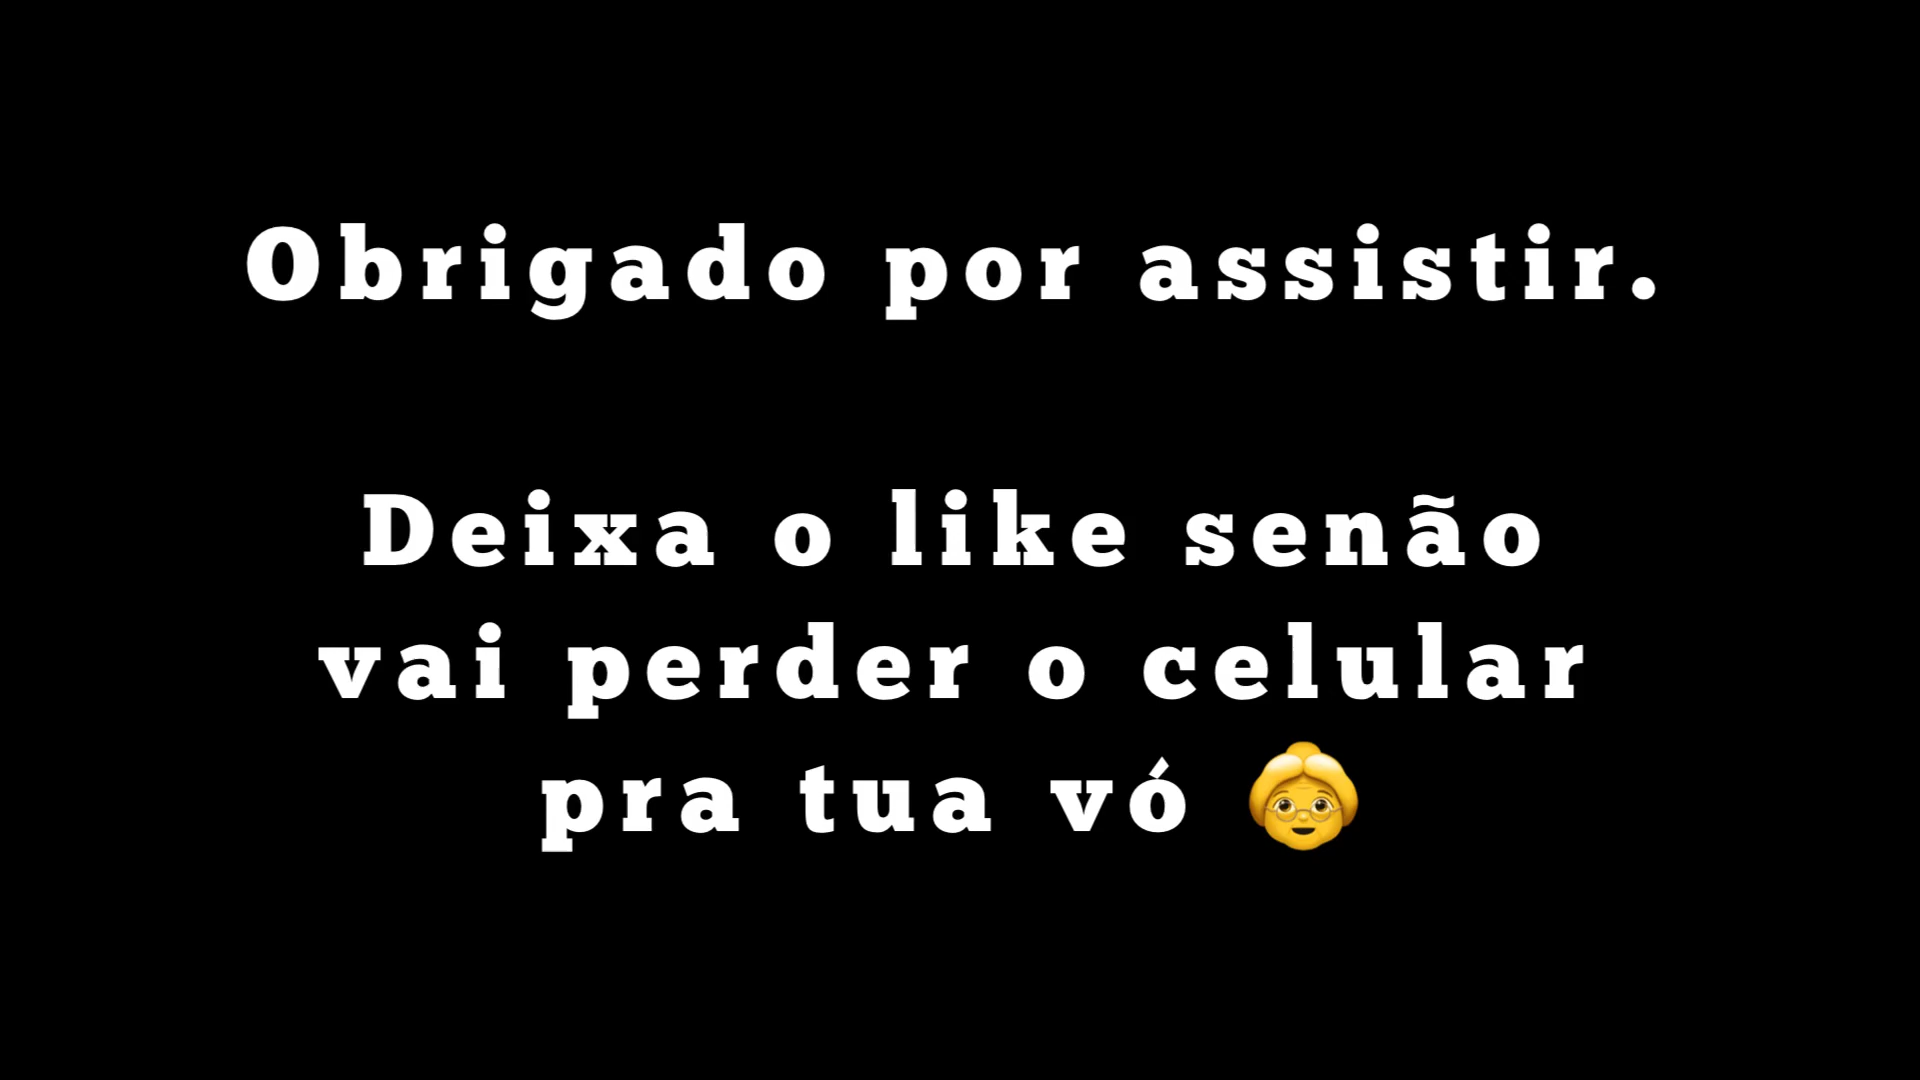 Obrigado por assistir.
Deixa o like senão
vai perder o celular
pra tua vó 👵